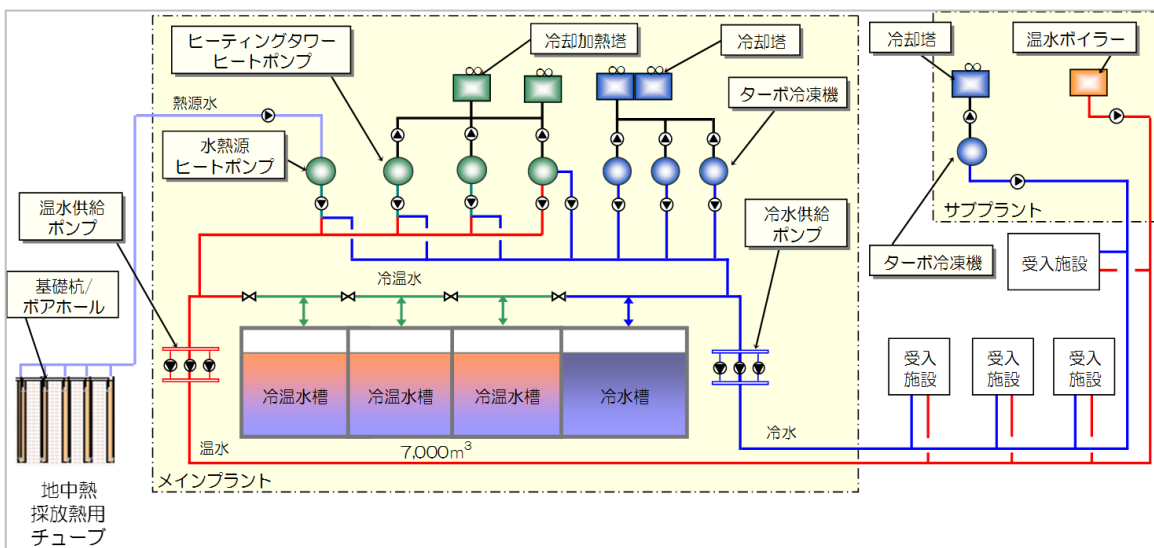 ヒーティングタワー
ヒートポンプ
冷却加熱塔
冷却塔
冷却塔
温水ボイラー
熱源水
ターボ冷凍機
水熱源
ヒートポンプ
温水供給
ポンプ
冷水供給
ポンプ
サブプラント
ターボ冷凍機
受入施設
基礎杭/
ボアホール
冷温水
受入
施設
受入
施設
受入
施設
冷温水槽
冷温水槽
冷温水槽
冷水槽
温水
7,000m³
冷水
メインプラント
地中熱
採放熱用
チューブ